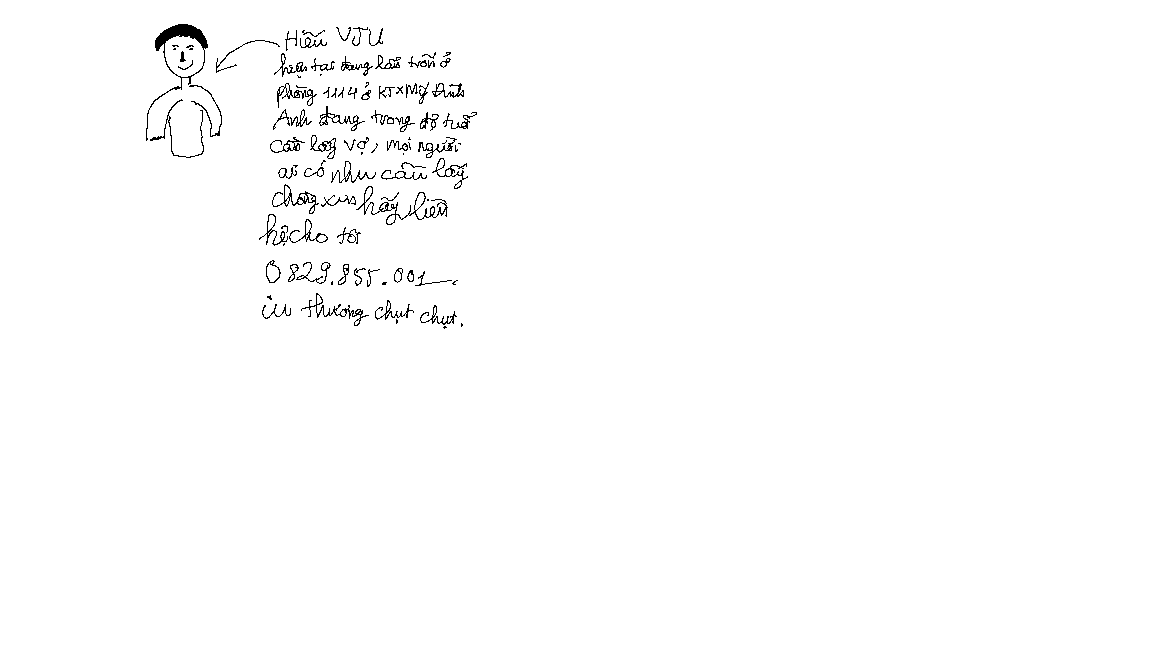 Hiếu VJU
hiện tại đang lẩn trốn ở
phòng 1114 ở KTX Mỹ Đình
Anh đang trong độ tuổi
cần lấy vợ, mọi người
ai có nhu cầu lấy
chồng xin hãy liên
hệ cho tôi
0829.855.001
iu thương chụt chụt.